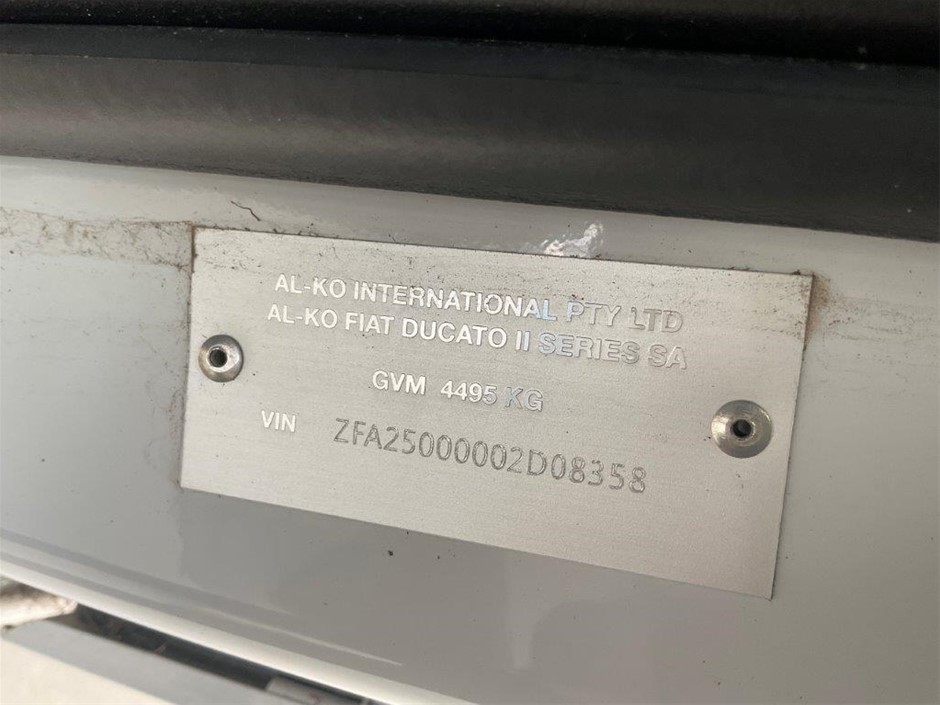 AL-KO INTERNATIONAL PTY LTD
AL-KO FIAT DUCATO II SERIES SA
GVM 4495 KG
VIN ZFA25000002D08358